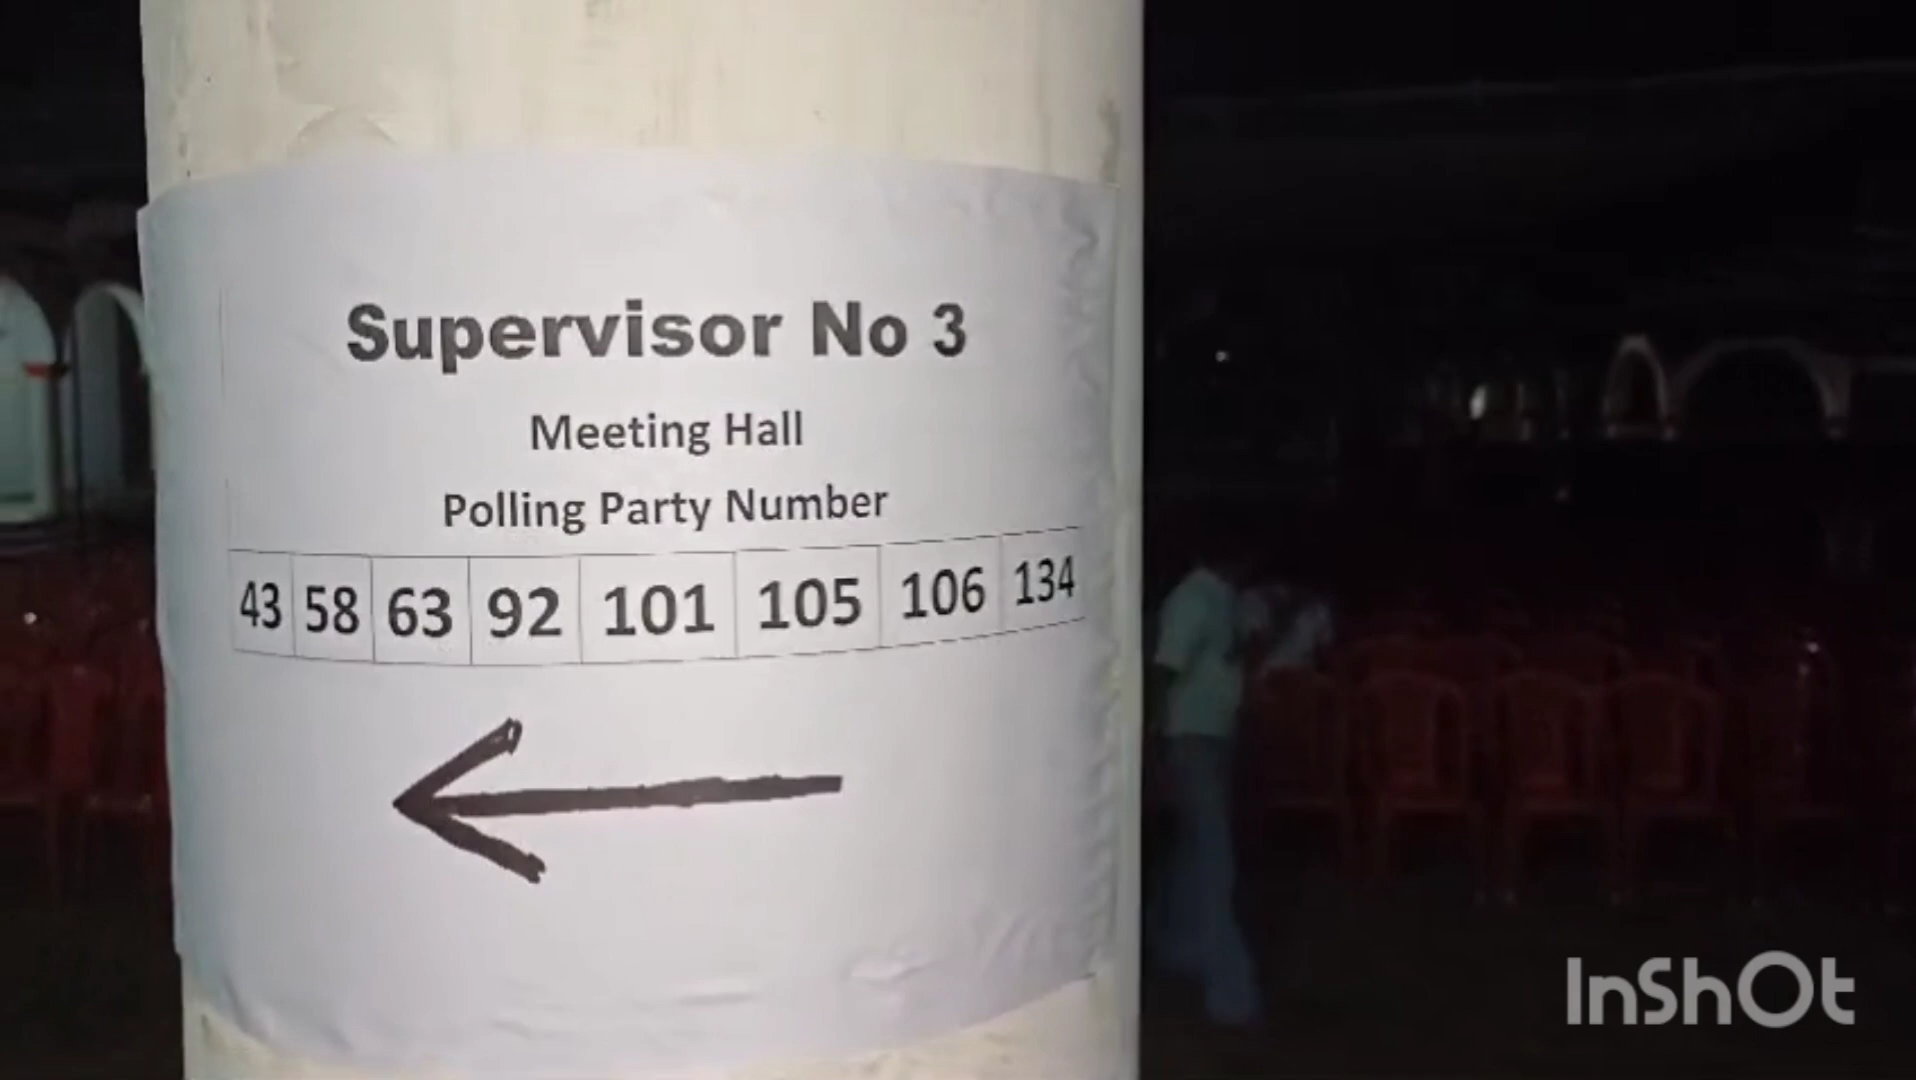 Supervisor No 3
Meeting Hall
Polling Party Number
43 58 63 92 101 105 106 134
InShOt